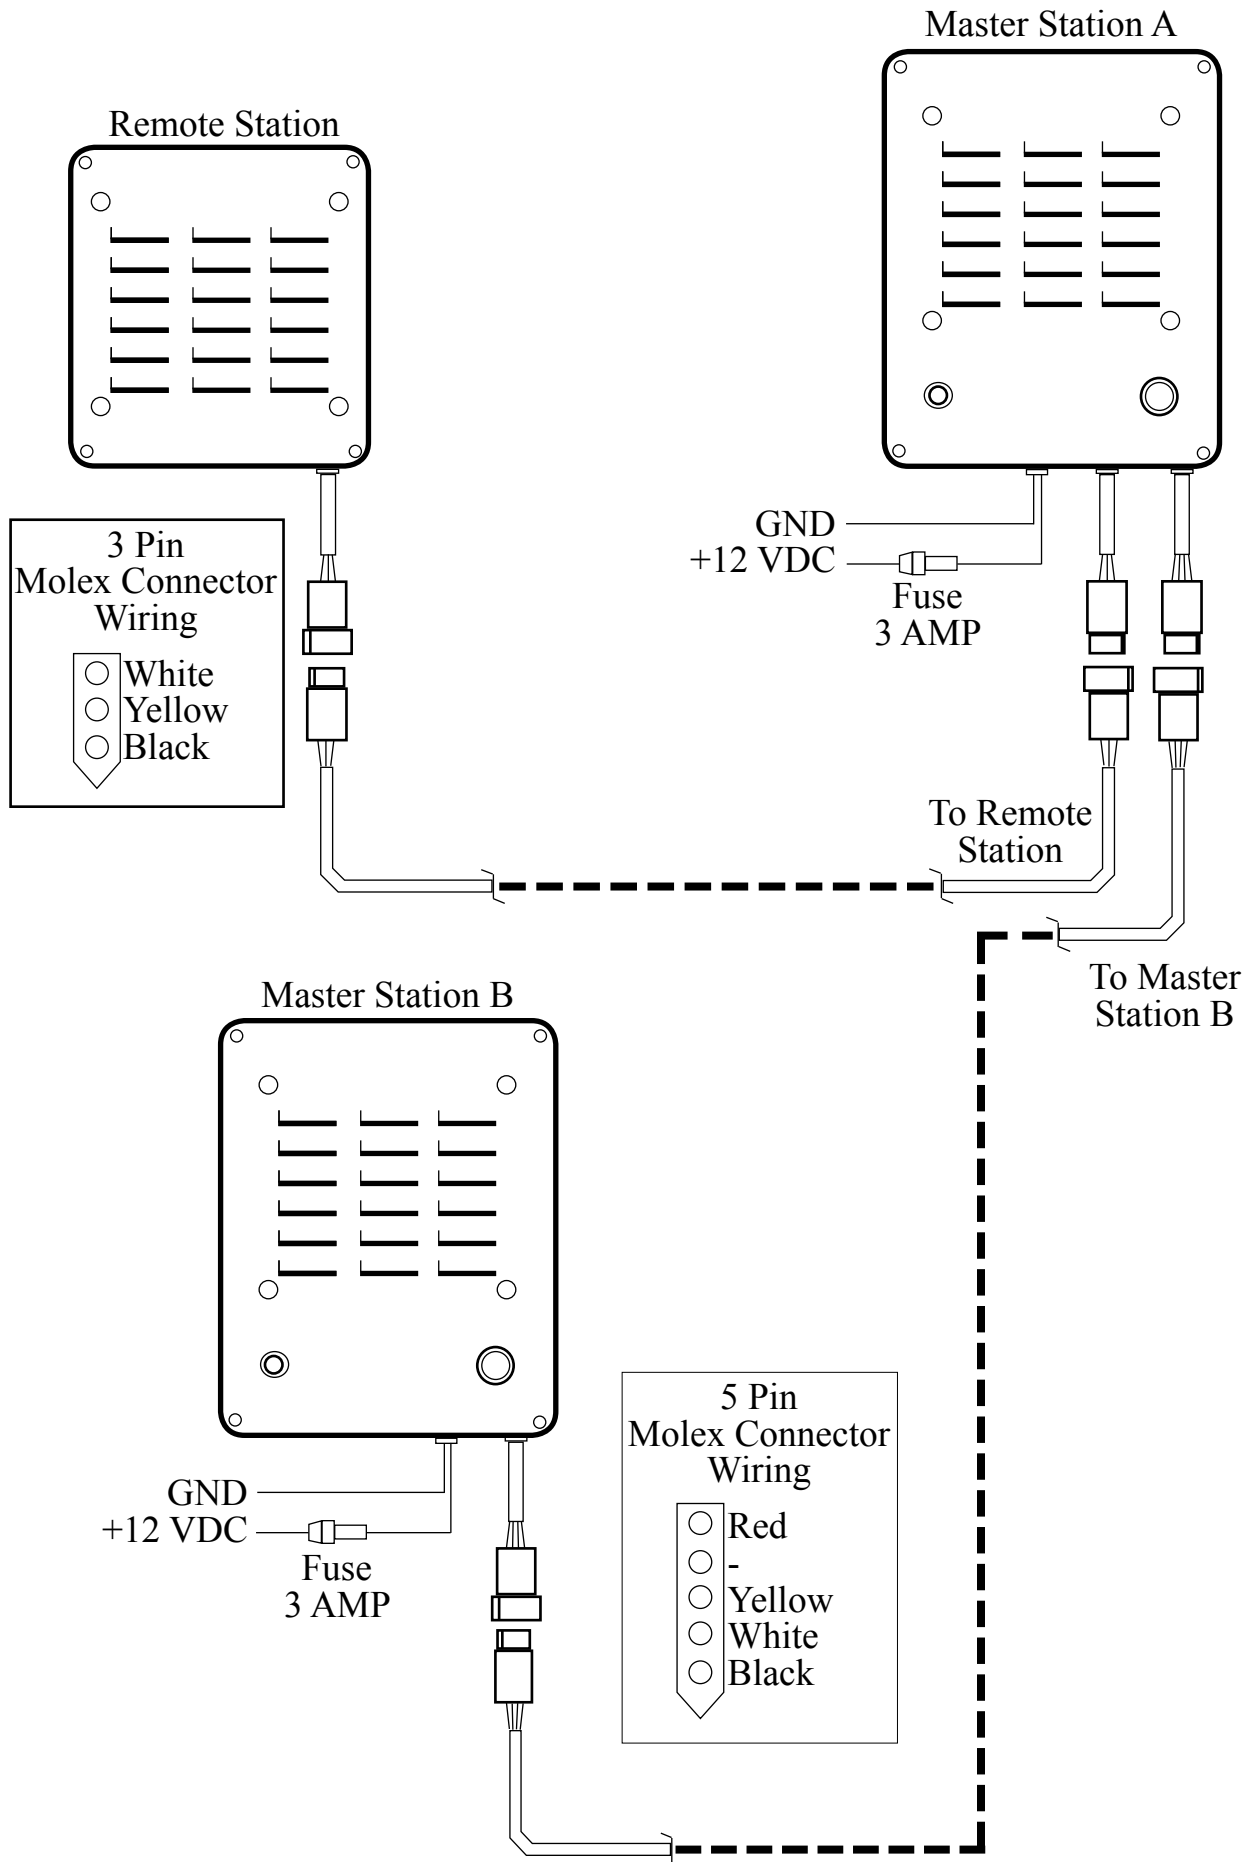 Master Station A
Remote Station
GND
+12 VDC
Fuse
3 AMP
3 Pin
Molex Connector
Wiring
White
Yellow
Black
To Remote
Station
To Master
Station B
Master Station B
GND
+12 VDC
Fuse
3 AMP
5 Pin
Molex Connector
Wiring
Red
-
Yellow
White
Black